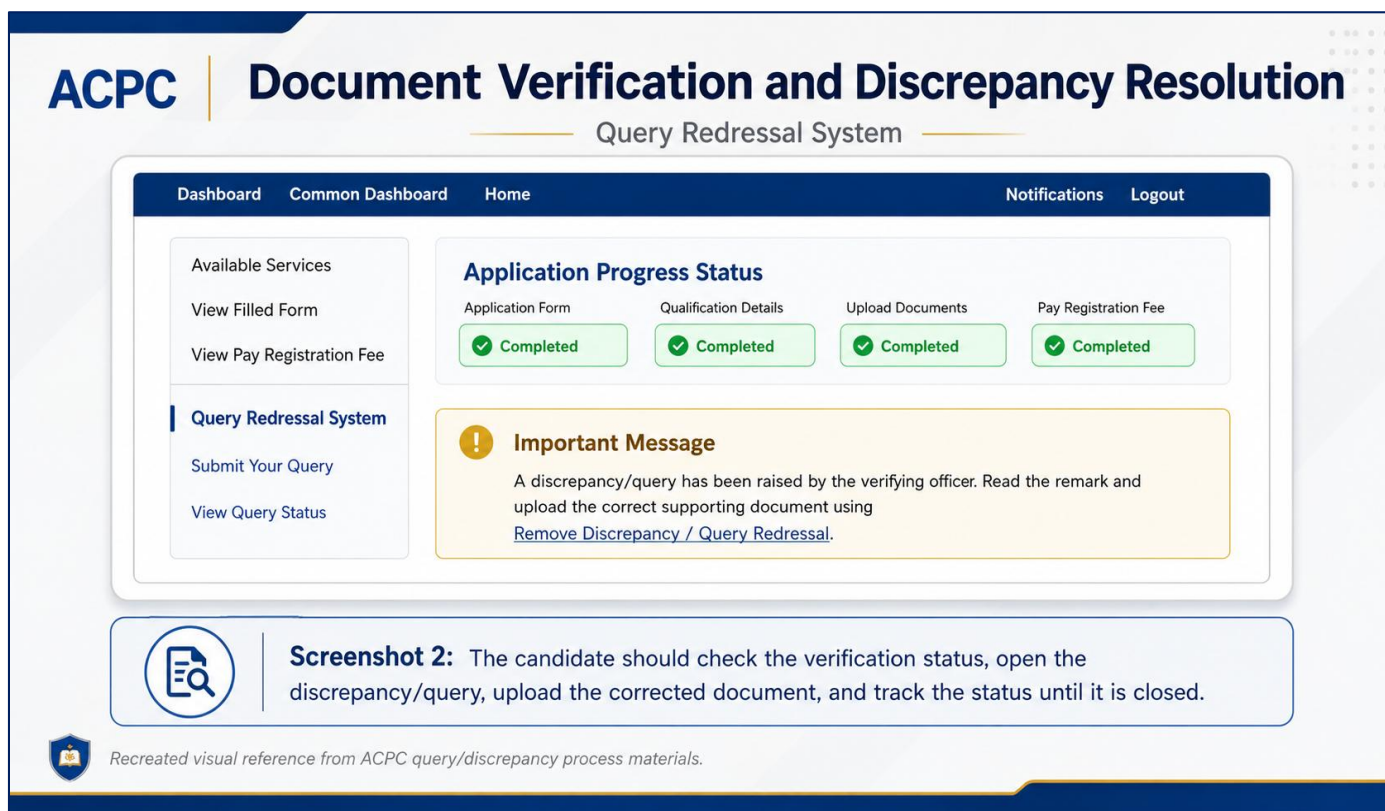 ACPC
Document Verification and Discrepancy Resolution
Query Redressal System
Dashboard Common Dashboard Home Notifications Logout
Available Services
View Filled Form
View Pay Registration Fee
Query Redressal System
Submit Your Query
View Query Status
Application Progress Status
Application Form Qualification Details Upload Documents Pay Registration Fee
Completed Completed Completed Completed
Important Message
A discrepancy/query has been raised by the verifying officer. Read the remark and
upload the correct supporting document using
Remove Discrepancy / Query Redressal.
Screenshot 2: The candidate should check the verification status, open the
discrepancy/query, upload the corrected document, and track the status until it is closed.
Recreated visual reference from ACPC query/discrepancy process materials.